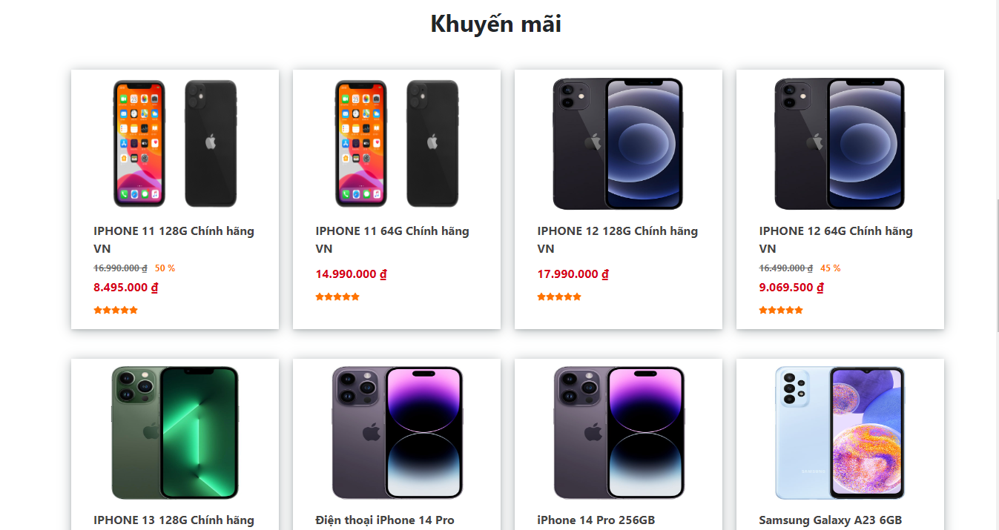 Khuyến mãi
IPHONE 11 128G Chính hãng
VN
16.990.000 ₫ 50 %
8.495.000 ₫
IPHONE 11 64G Chính hãng
VN
14.990.000 ₫
IPHONE 12 128G Chính hãng
VN
17.990.000 ₫
IPHONE 12 64G Chính hãng
VN
16.490.000 ₫ 45 %
9.069.500 ₫
IPHONE 13 128G Chính hãng
Điện thoại iPhone 14 Pro
iPhone 14 Pro 256GB
SAMSUNG
Samsung Galaxy A23 6GB